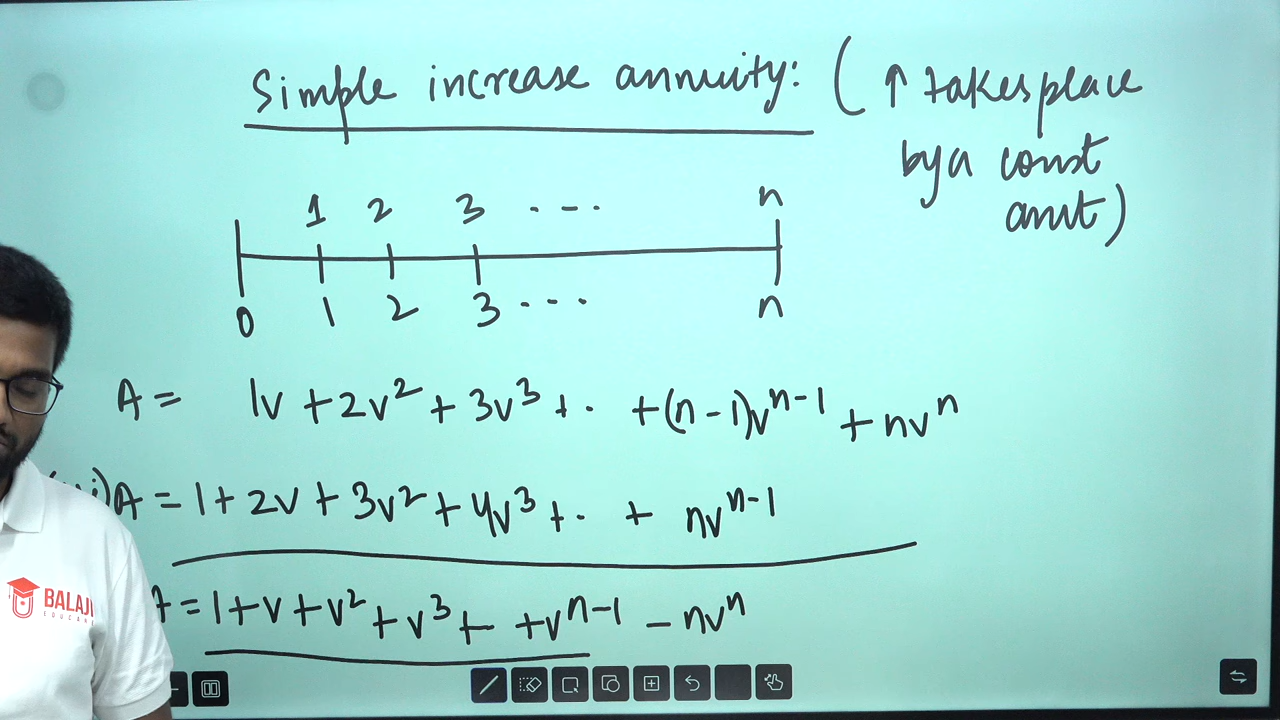 Simple increase annuity: (↑ takes place
by a const
amt)
1 2 3 ... n
0 1 2 3 ... n
A = 1v + 2v² + 3v³ + . . + (n-1)vⁿ⁻¹ + nvⁿ
i)A = 1 + 2v + 3v² + 4v³ + . . + nvⁿ⁻¹
= 1 + v + v² + v³ + – + vⁿ⁻¹ – nvⁿ
BALAJI